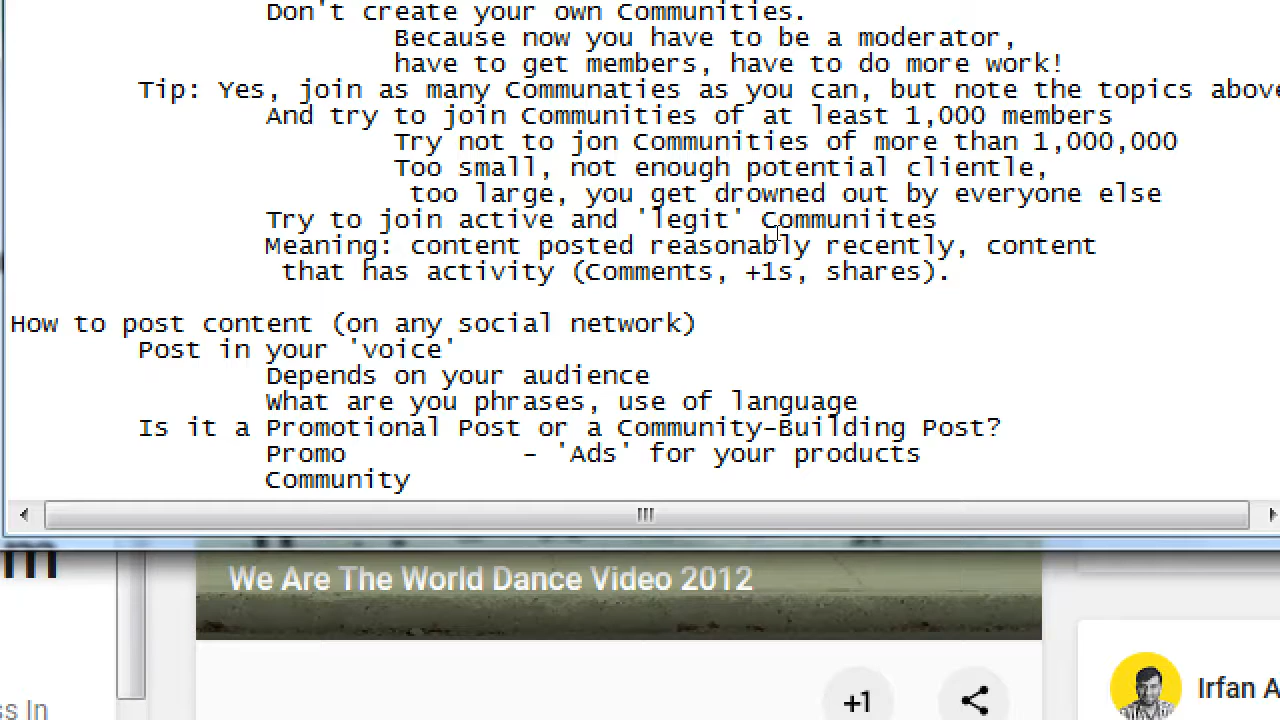 Don't create your own Communities.
Because now you have to be a moderator,
have to get members, have to do more work!
Tip: Yes, join as many Communaties as you can, but note the topics above
And try to join Communities of at least 1,000 members
Try not to jon Communities of more than 1,000,000
Too small, not enough potential clientle,
too large, you get drowned out by everyone else
Try to join active and 'legit' Communiites
Meaning: content posted reasonably recently, content
that has activity (Comments, +1s, shares).
How to post content (on any social network)
Post in your 'voice'
Depends on your audience
What are you phrases, use of language
Is it a Promotional Post or a Community-Building Post?
Promo - 'Ads' for your products
Community
We Are The World Dance Video 2012
+1
Irfan A
ss In